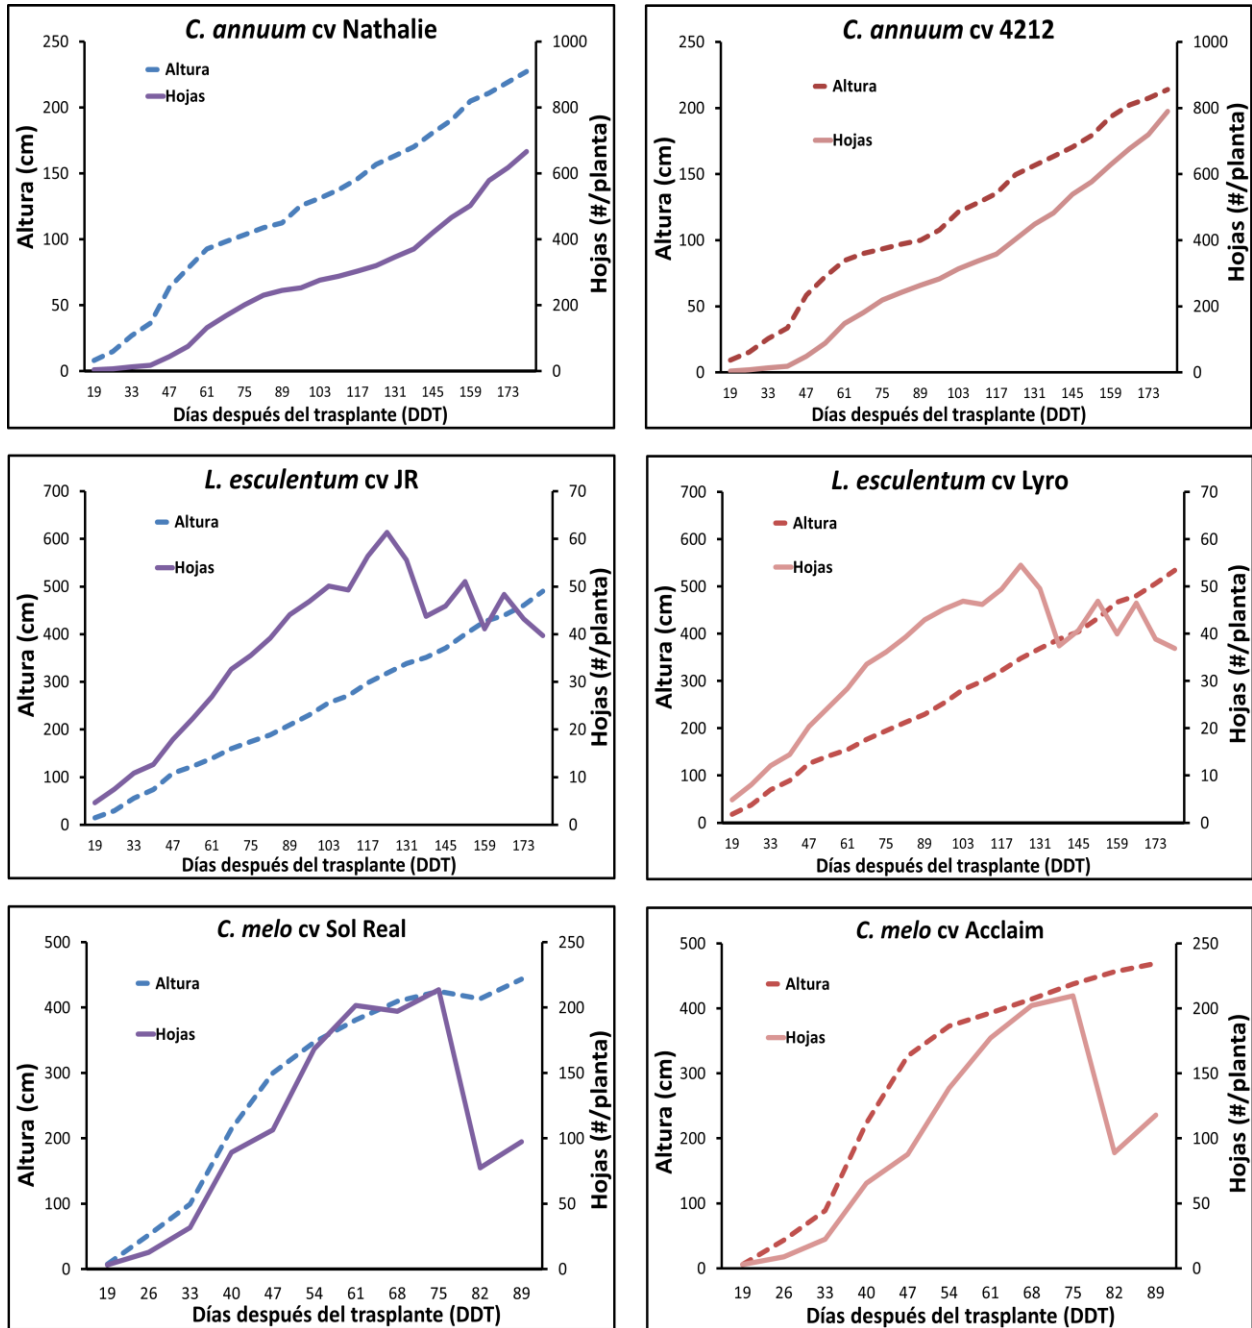 C. annuum cv Nathalie
250
200
150
100
50
0
1000
800
600
400
200
0
Altura (cm)
Hojas (#/planta)
Altura
Hojas
19 33 47 61 75 89 103 117 131 145 159 173
Días después del trasplante (DDT)
C. annuum cv 4212
250
200
150
100
50
0
1000
800
600
400
200
0
Altura (cm)
Hojas (#/planta)
Altura
Hojas
19 33 47 61 75 89 103 117 131 145 159 173
Días después del trasplante (DDT)
L. esculentum cv JR
700
600
500
400
300
200
100
0
70
60
50
40
30
20
10
0
Altura (cm)
Hojas (#/planta)
Altura
Hojas
19 33 47 61 75 89 103 117 131 145 159 173
Días después del trasplante (DDT)
L. esculentum cv Lyro
700
600
500
400
300
200
100
0
70
60
50
40
30
20
10
0
Altura (cm)
Hojas (#/planta)
Altura
Hojas
19 33 47 61 75 89 103 117 131 145 159 173
Días después del trasplante (DDT)
C. melo cv Sol Real
500
400
300
200
100
0
250
200
150
100
50
0
Altura (cm)
Hojas (#/planta)
Altura
Hojas
19 26 33 40 47 54 61 68 75 82 89
Días después del trasplante (DDT)
C. melo cv Acclaim
500
400
300
200
100
0
250
200
150
100
50
0
Altura (cm)
Hojas (#/planta)
Altura
Hojas
19 26 33 40 47 54 61 68 75 82 89
Días después del trasplante (DDT)